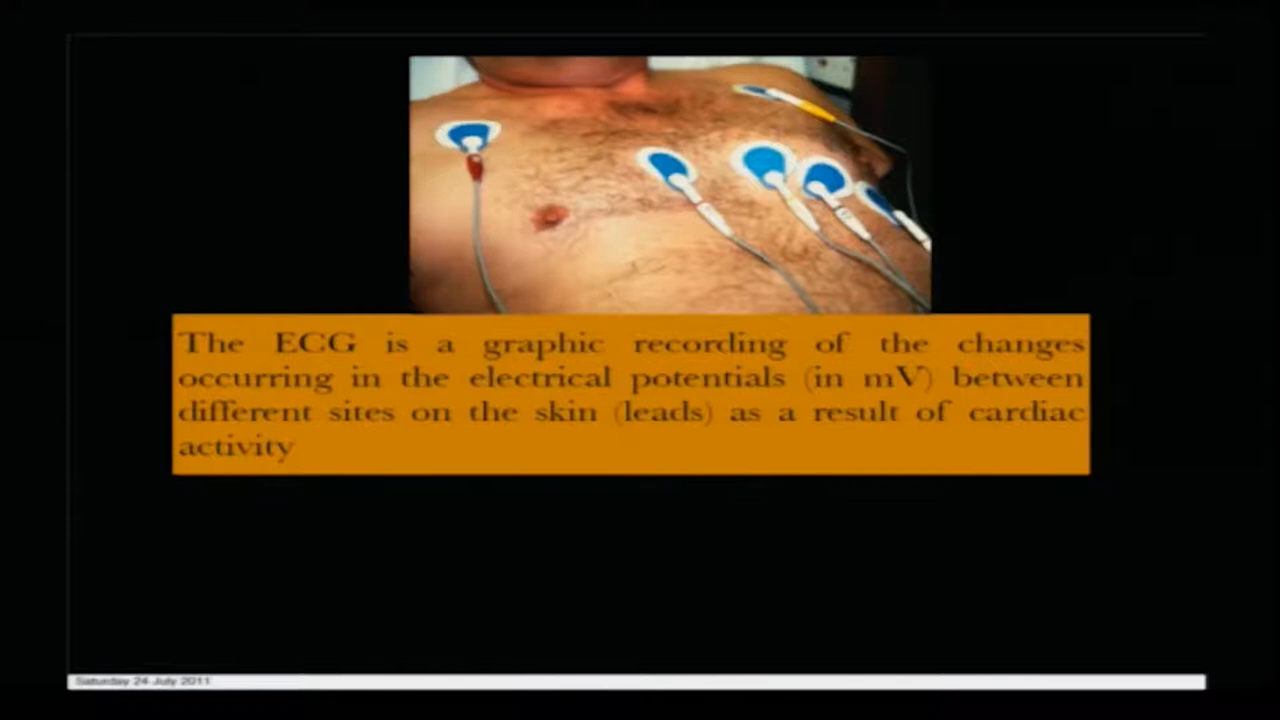 The ECG is a graphic recording of the changes
occurring in the electrical potentials (in mV) between
different sites on the skin (leads) as a result of cardiac
activity
Saturday 24 July 2011